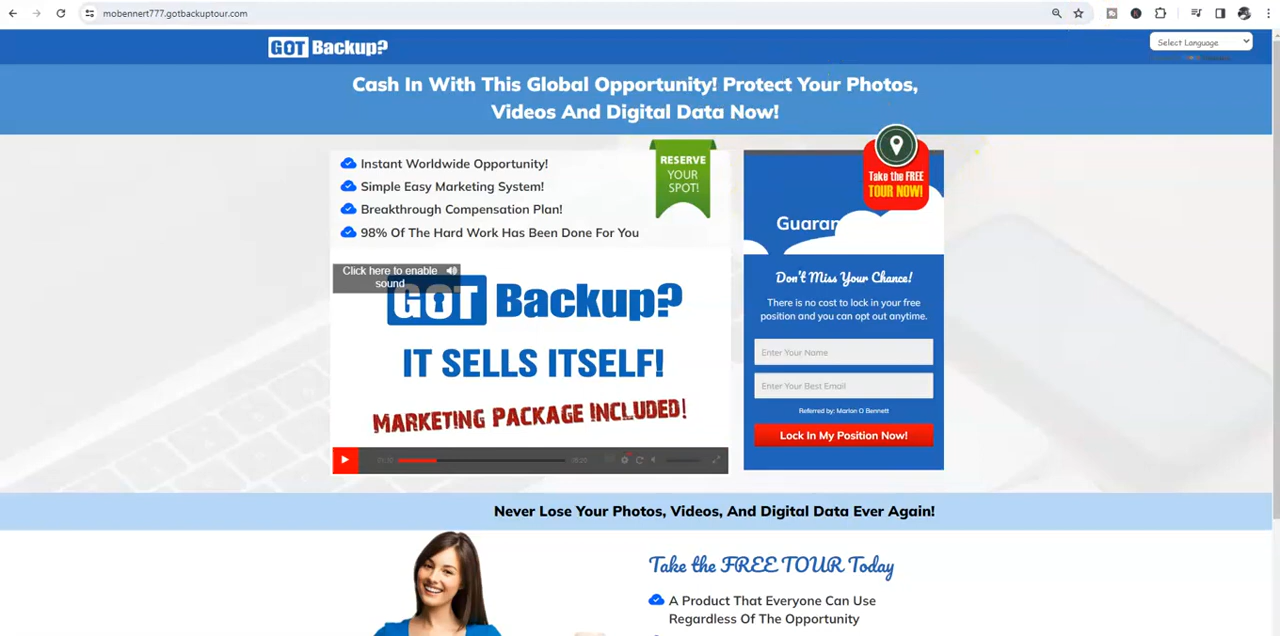 mobennert777.gotbackuptour.com
GOT Backup?
Select Language
Cash In With This Global Opportunity! Protect Your Photos,
Videos And Digital Data Now!
Instant Worldwide Opportunity!
Simple Easy Marketing System!
Breakthrough Compensation Plan!
98% Of The Hard Work Has Been Done For You
RESERVE
YOUR
SPOT!
Click here to enable
sound
GOT Backup?
IT SELLS ITSELF!
MARKETING PACKAGE INCLUDED!
Take the FREE
TOUR NOW!
Guaran
Don't Miss Your Chance!
There is no cost to lock in your free
position and you can opt out anytime.
Enter Your Name
Enter Your Best Email
Referred by: Marlon O Bennett
Lock In My Position Now!
Never Lose Your Photos, Videos, And Digital Data Ever Again!
Take the FREE TOUR Today
A Product That Everyone Can Use
Regardless Of The Opportunity